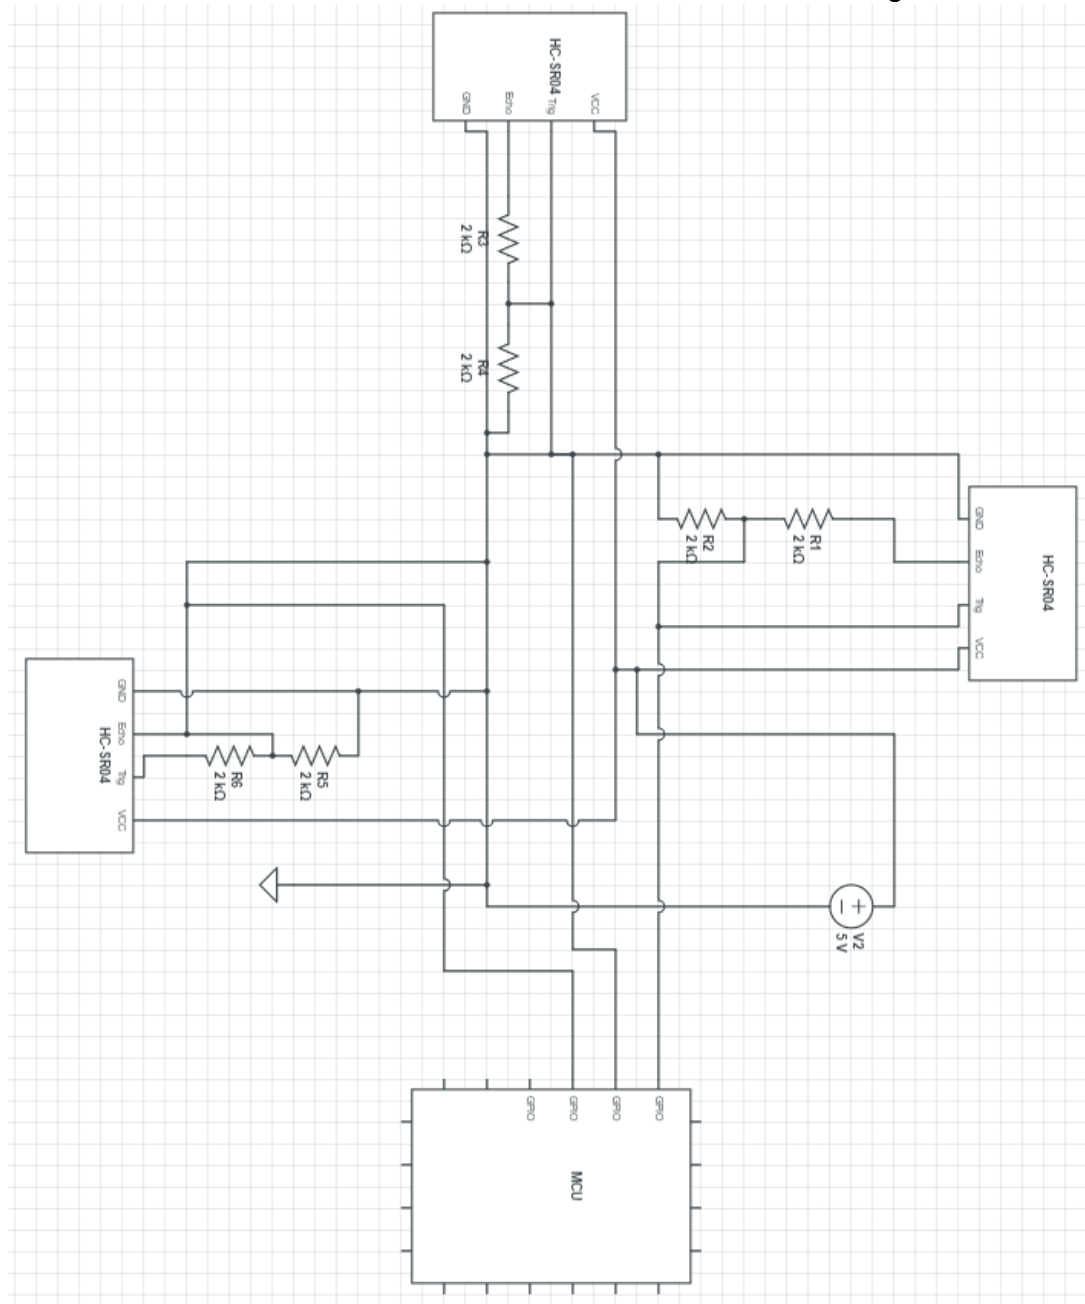 HC-SR04
GND
Echo
Trig
VCC
R3
2 kΩ
R4
2 kΩ
HC-SR04
GND
Echo
Trig
VCC
R2
2 kΩ
R1
2 kΩ
HC-SR04
GND
Echo
Trig
VCC
R6
2 kΩ
R5
2 kΩ
V2
5 V
GPIO
GPIO
GPIO
GPIO
MCU